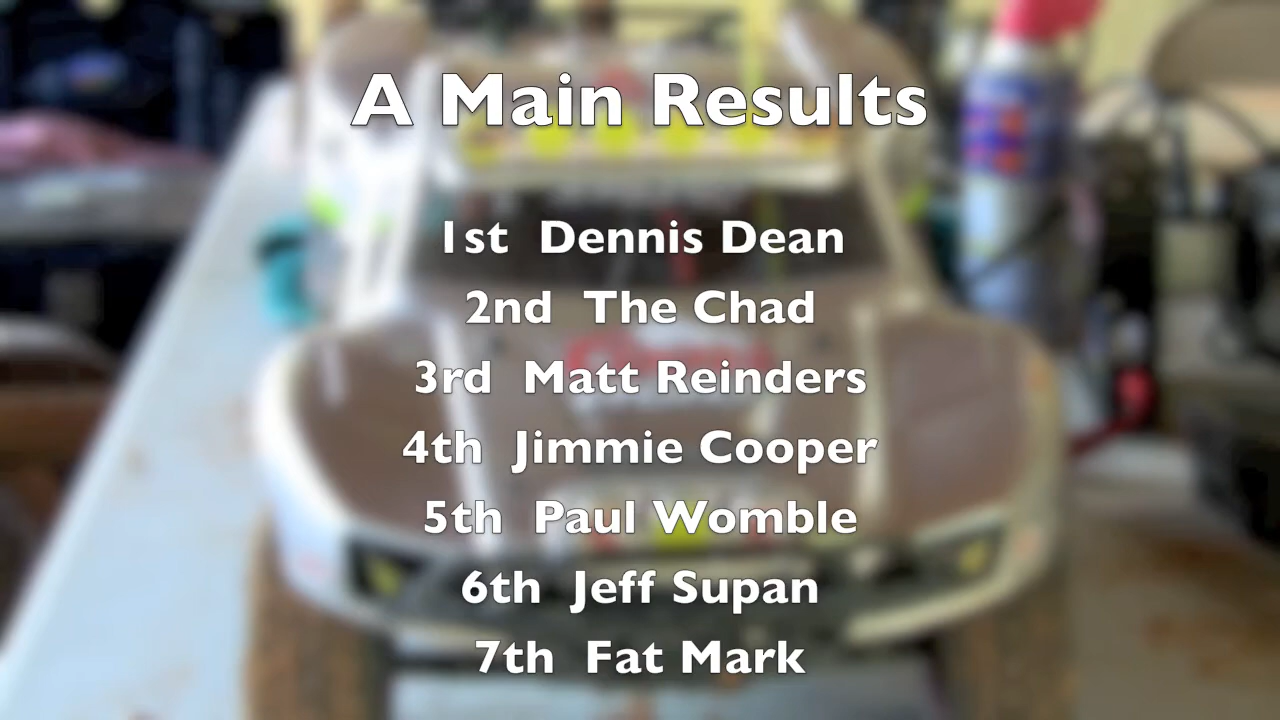 A Main Results
1st Dennis Dean
2nd The Chad
3rd Matt Reinders
4th Jimmie Cooper
5th Paul Womble
6th Jeff Supan
7th Fat Mark